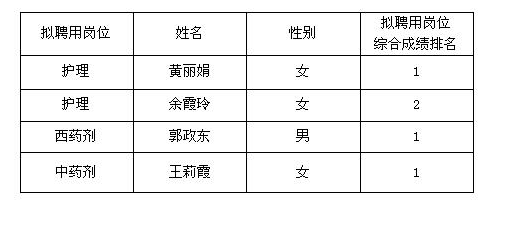 拟聘用岗位 姓名 性别 拟聘用岗位
综合成绩排名
护理 黄丽娟 女 1
护理 余霞玲 女 2
西药剂 郭政东 男 1
中药剂 王莉霞 女 1